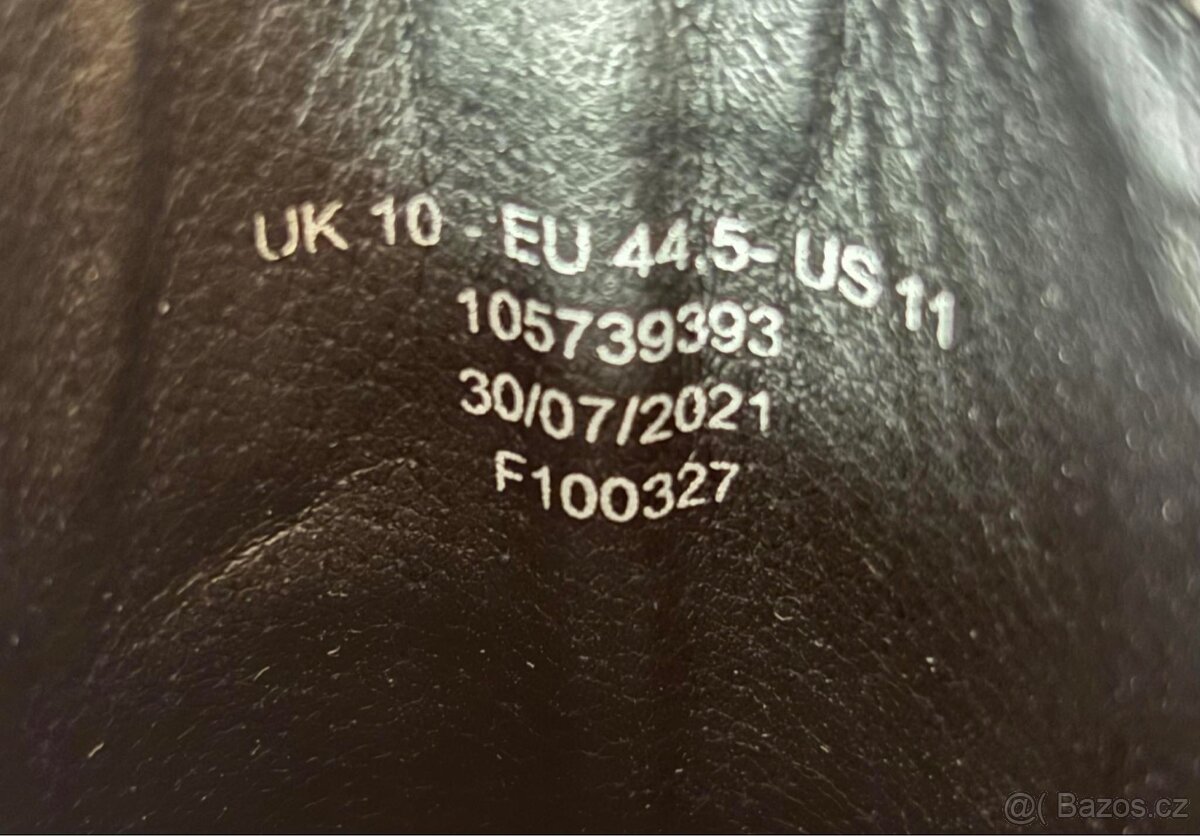 UK 10 - EU 44.5- US 11
105739393
30/07/2021
F100327
@( Bazos.cz